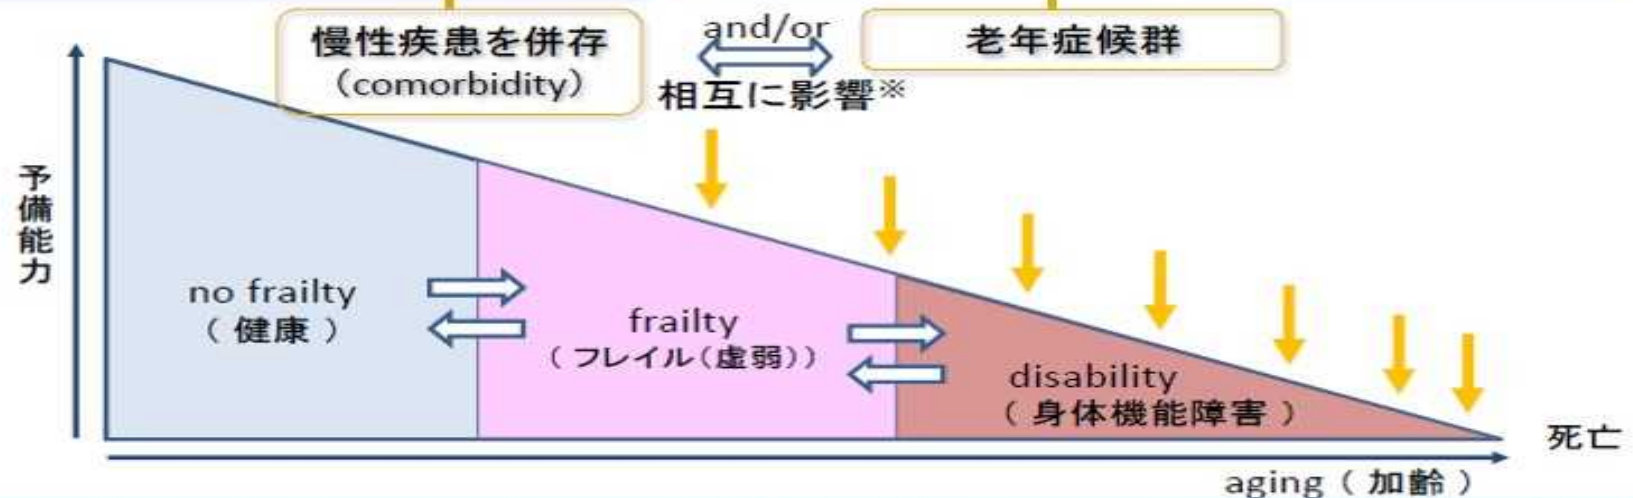 慢性疾患を併存
（comorbidity）
and/or
相互に影響※
老年症候群
予備能力
no frailty
（ 健康 ）
frailty
（ フレイル（虚弱））
disability
（ 身体機能障害 ）
死亡
aging （ 加齢 ）